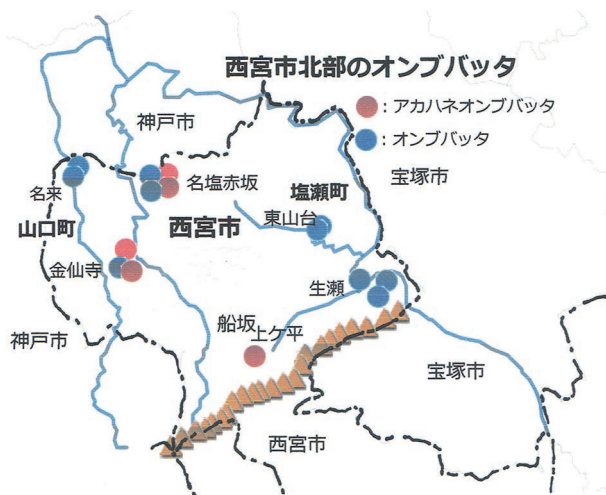 西宮市北部のオンブバッタ
：アカハネオンブバッタ
：オンブバッタ
神戸市
宝塚市
名来
名塩赤坂
塩瀬町
山口町
西宮市
東山台
金仙寺
生瀬
船坂
上ケ平
神戸市
宝塚市
西宮市